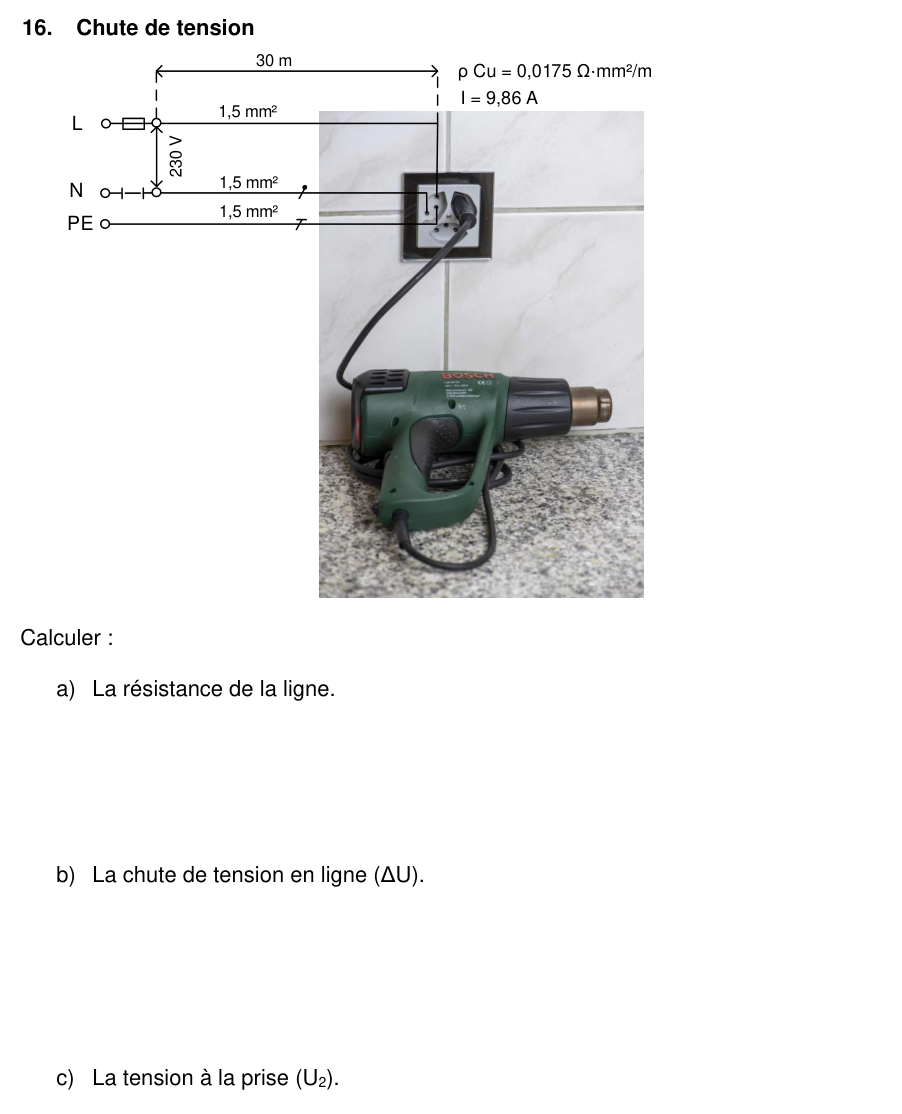 16. Chute de tension
30 m
ρ Cu = 0,0175 Ω·mm²/m
I = 9,86 A
L
1,5 mm²
230 V
N
1,5 mm²
PE
1,5 mm²
BOSCH
Calculer :
a) La résistance de la ligne.
b) La chute de tension en ligne (ΔU).
c) La tension à la prise (U₂).